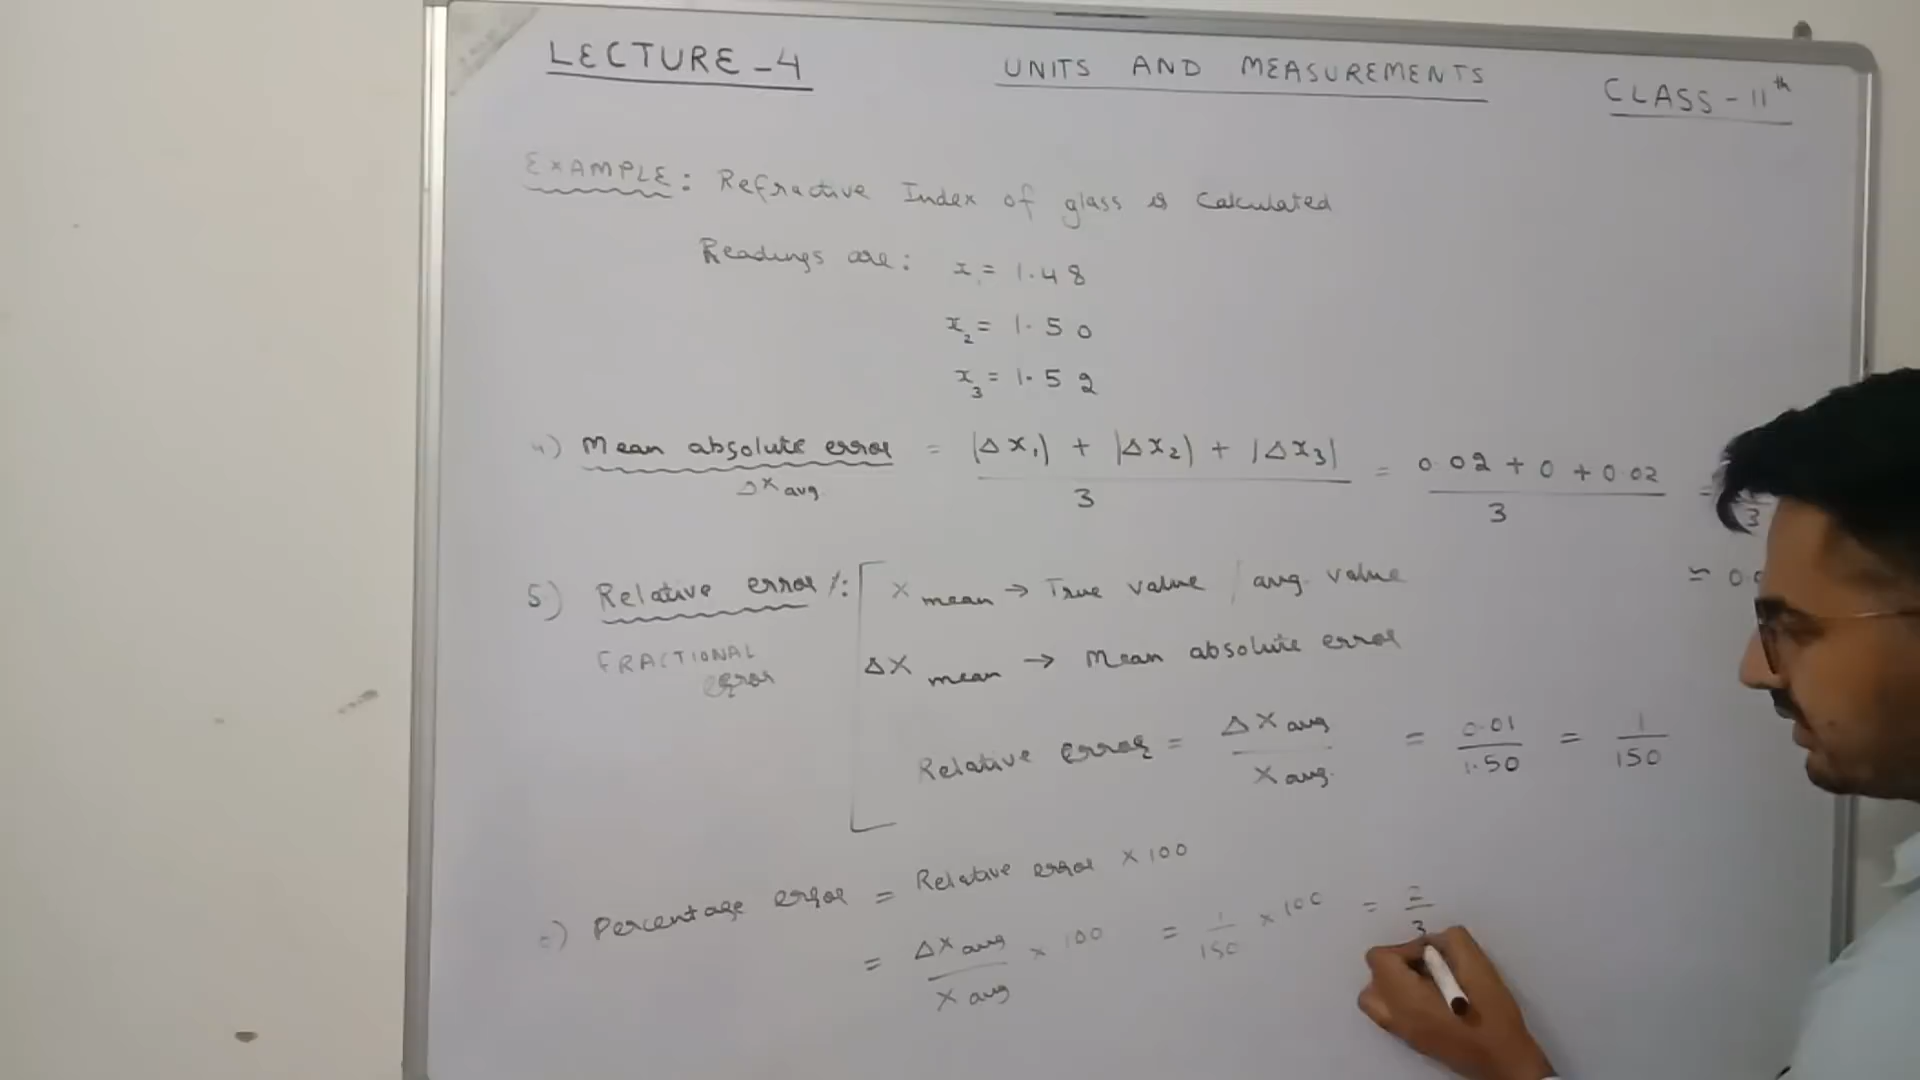 LECTURE-4
UNITS AND MEASUREMENTS
CLASS-11th
EXAMPLE: Refractive Index of glass is Calculated
Readings are: x₁ = 1.48
x₂ = 1.50
x₃ = 1.52
4) Mean absolute error = |Δx₁| + |Δx₂| + |Δx₃| / 3 = 0.02 + 0 + 0.02 / 3 =
Δx avg
5) Relative error /: X mean → True value / avg. value
FRACTIONAL error
ΔX mean → Mean absolute error
Relative error = ΔX avg / X avg. = 0.01 / 1.50 = 1 / 150
Percentage error = Relative error × 100
= ΔX avg / X avg × 100 = 1 / 150 × 100 = 2 / 3